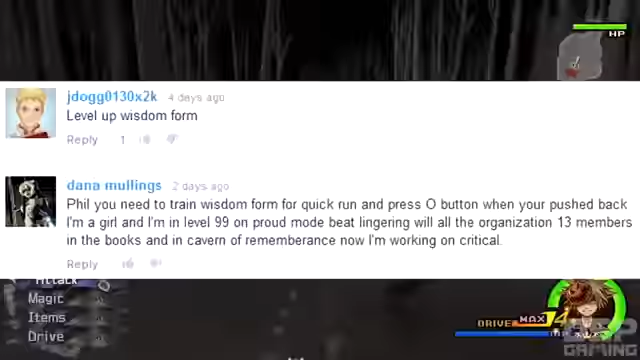 HP
jdogg0130x2k 4 days ago
Level up wisdom form
Reply 1
dana mullings 2 days ago
Phil you need to train wisdom form for quick run and press O button when your pushed back
I'm a girl and I'm in level 99 on proud mode beat lingering will all the organization 13 members
in the books and in cavern of rememberance now I'm working on critical.
Reply
Attack
Magic
Items
Drive
DRIVE MAX 4
GAMING